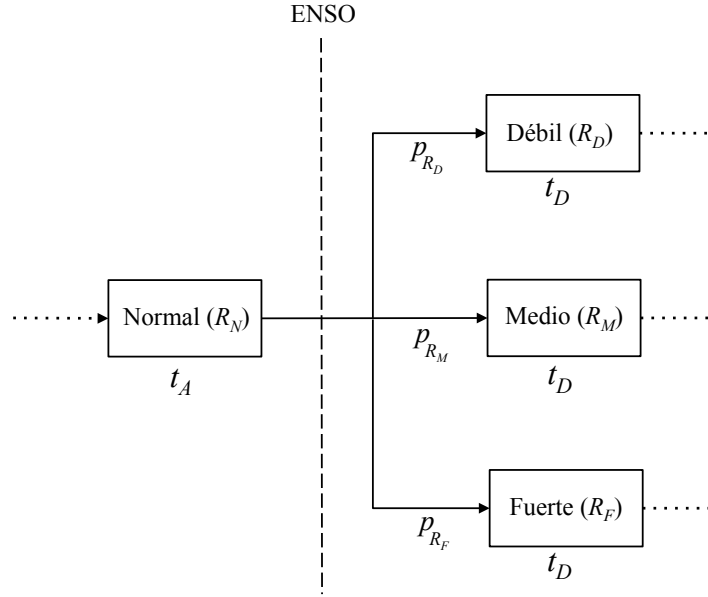 ENSO
Débil (R_D)
p_{R_D}
t_D
Normal (R_N)
t_A
Medio (R_M)
p_{R_M}
t_D
Fuerte (R_F)
p_{R_F}
t_D